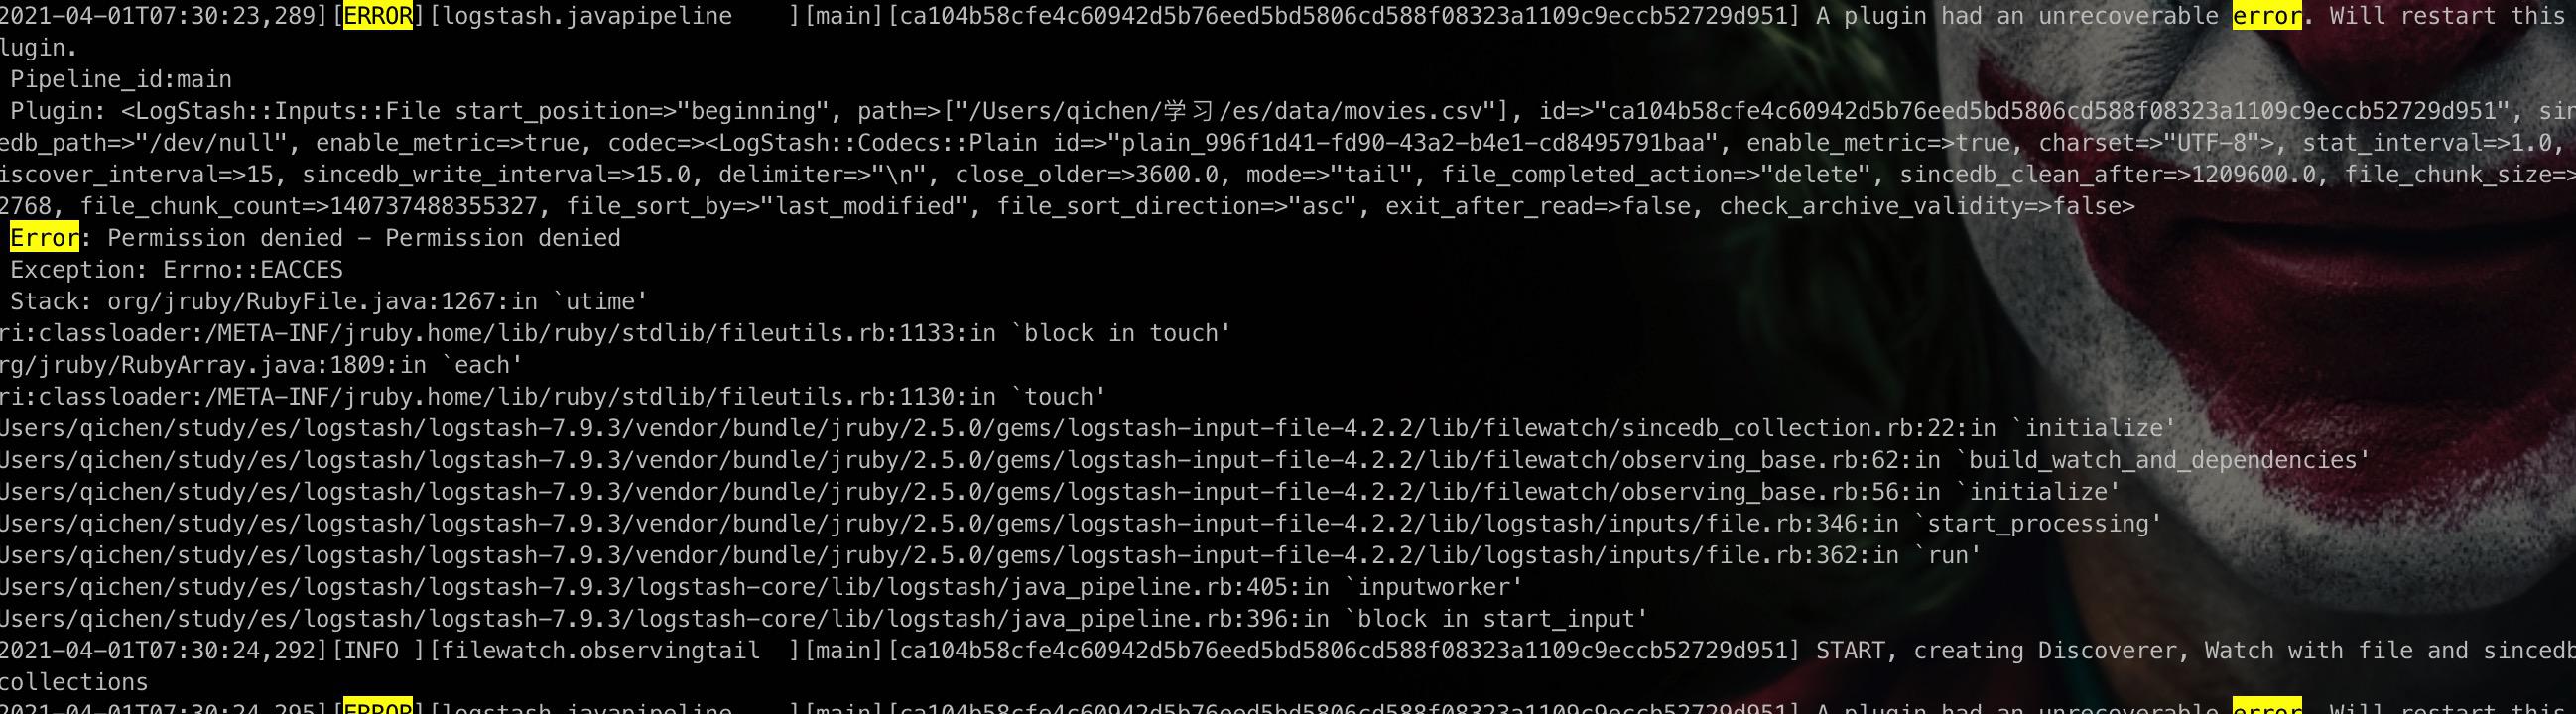 2021-04-01T07:30:23,289][ERROR][logstash.javapipeline    ][main][ca104b58cfe4c60942d5b76eed5bd5806cd588f08323a1109c9eccb52729d951] A plugin had an unrecoverable error. Will restart this
lugin.
Pipeline_id:main
Plugin: <LogStash::Inputs::File start_position=>"beginning", path=>["/Users/qichen/学习/es/data/movies.csv"], id=>"ca104b58cfe4c60942d5b76eed5bd5806cd588f08323a1109c9eccb52729d951", sin
edb_path=>"/dev/null", enable_metric=>true, codec=><LogStash::Codecs::Plain id=>"plain_996f1d41-fd90-43a2-b4e1-cd8495791baa", enable_metric=>true, charset=>"UTF-8">, stat_interval=>1.0,
iscover_interval=>15, sincedb_write_interval=>15.0, delimiter=>"\n", close_older=>3600.0, mode=>"tail", file_completed_action=>"delete", sincedb_clean_after=>1209600.0, file_chunk_size=>
2768, file_chunk_count=>140737488355327, file_sort_by=>"last_modified", file_sort_direction=>"asc", exit_after_read=>false, check_archive_validity=>false>
Error: Permission denied - Permission denied
Exception: Errno::EACCES
Stack: org/jruby/RubyFile.java:1267:in `utime'
ri:classloader:/META-INF/jruby.home/lib/ruby/stdlib/fileutils.rb:1133:in `block in touch'
rg/jruby/RubyArray.java:1809:in `each'
ri:classloader:/META-INF/jruby.home/lib/ruby/stdlib/fileutils.rb:1130:in `touch'
Users/qichen/study/es/logstash/logstash-7.9.3/vendor/bundle/jruby/2.5.0/gems/logstash-input-file-4.2.2/lib/filewatch/sincedb_collection.rb:22:in `initialize'
Users/qichen/study/es/logstash/logstash-7.9.3/vendor/bundle/jruby/2.5.0/gems/logstash-input-file-4.2.2/lib/filewatch/observing_base.rb:62:in `build_watch_and_dependencies'
Users/qichen/study/es/logstash/logstash-7.9.3/vendor/bundle/jruby/2.5.0/gems/logstash-input-file-4.2.2/lib/filewatch/observing_base.rb:56:in `initialize'
Users/qichen/study/es/logstash/logstash-7.9.3/vendor/bundle/jruby/2.5.0/gems/logstash-input-file-4.2.2/lib/logstash/inputs/file.rb:346:in `start_processing'
Users/qichen/study/es/logstash/logstash-7.9.3/vendor/bundle/jruby/2.5.0/gems/logstash-input-file-4.2.2/lib/logstash/inputs/file.rb:362:in `run'
Users/qichen/study/es/logstash/logstash-7.9.3/logstash-core/lib/logstash/java_pipeline.rb:405:in `inputworker'
Users/qichen/study/es/logstash/logstash-7.9.3/logstash-core/lib/logstash/java_pipeline.rb:396:in `block in start_input'
2021-04-01T07:30:24,292][INFO ][filewatch.observingtail  ][main][ca104b58cfe4c60942d5b76eed5bd5806cd588f08323a1109c9eccb52729d951] START, creating Discoverer, Watch with file and sincedb
collections
2021-04-01T07:30:24,295][ERROR][logstash.javapipeline    ][main][ca104b58cfe4c60942d5b76eed5bd5806cd588f08323a1109c9eccb52729d951] A plugin had an unrecoverable error. Will restart this